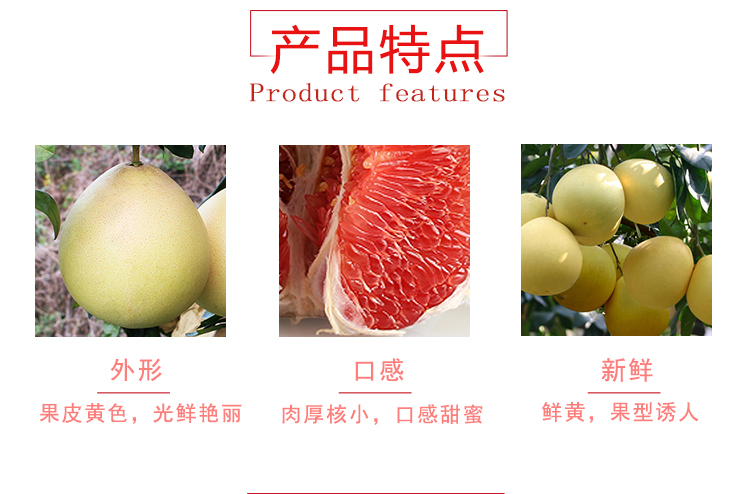 产品特点
Product features
外形
口感
新鲜
果皮黄色，光鲜艳丽
肉厚核小，口感甜蜜
鲜黄，果型诱人